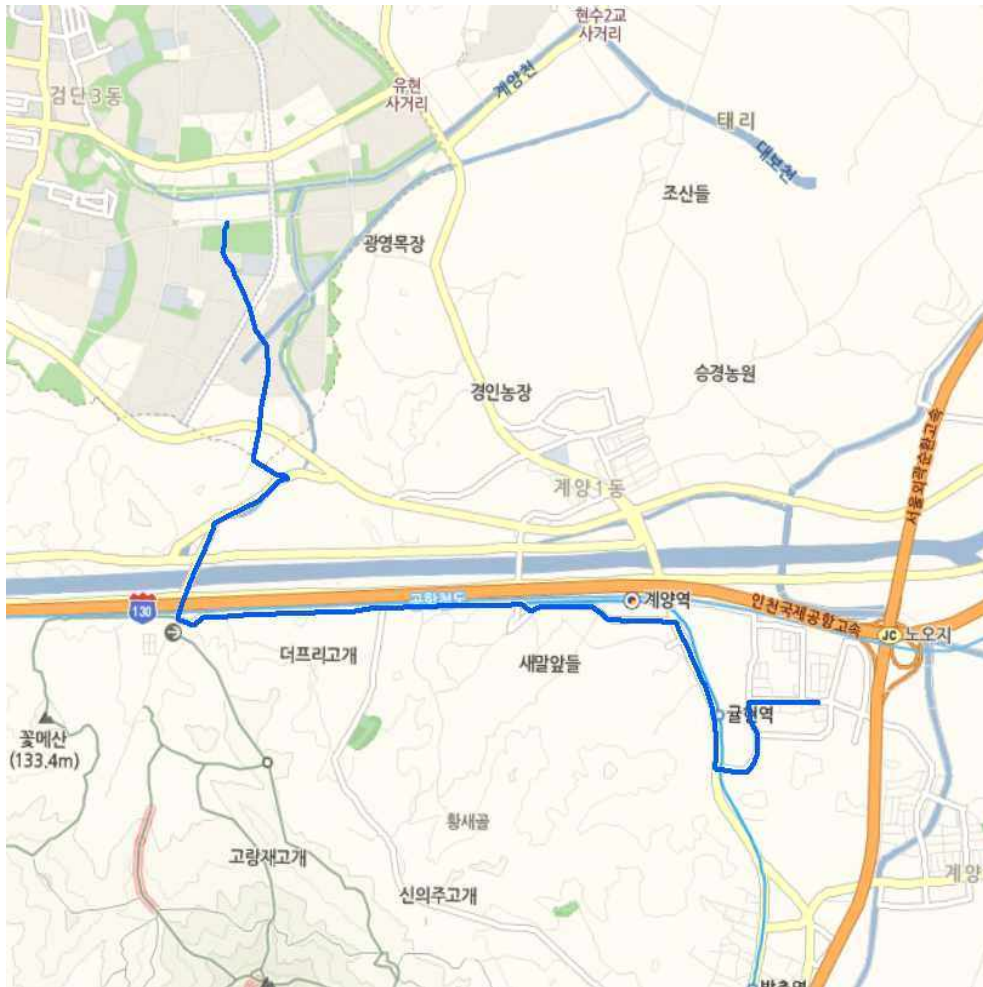 현수2교
사거리
계양천
유현
사거리
검단3동
태리
대보천
조산들
광영목장
승경농원
경인농장
서울외곽순환고속
계양1동
130
공항철도
계양역
인천국제공항고속
JC 노오지
더프리고개
새말앞들
귤현역
꽃메산
(133.4m)
황새골
고랑재고개
신의주고개
계양
박촌역